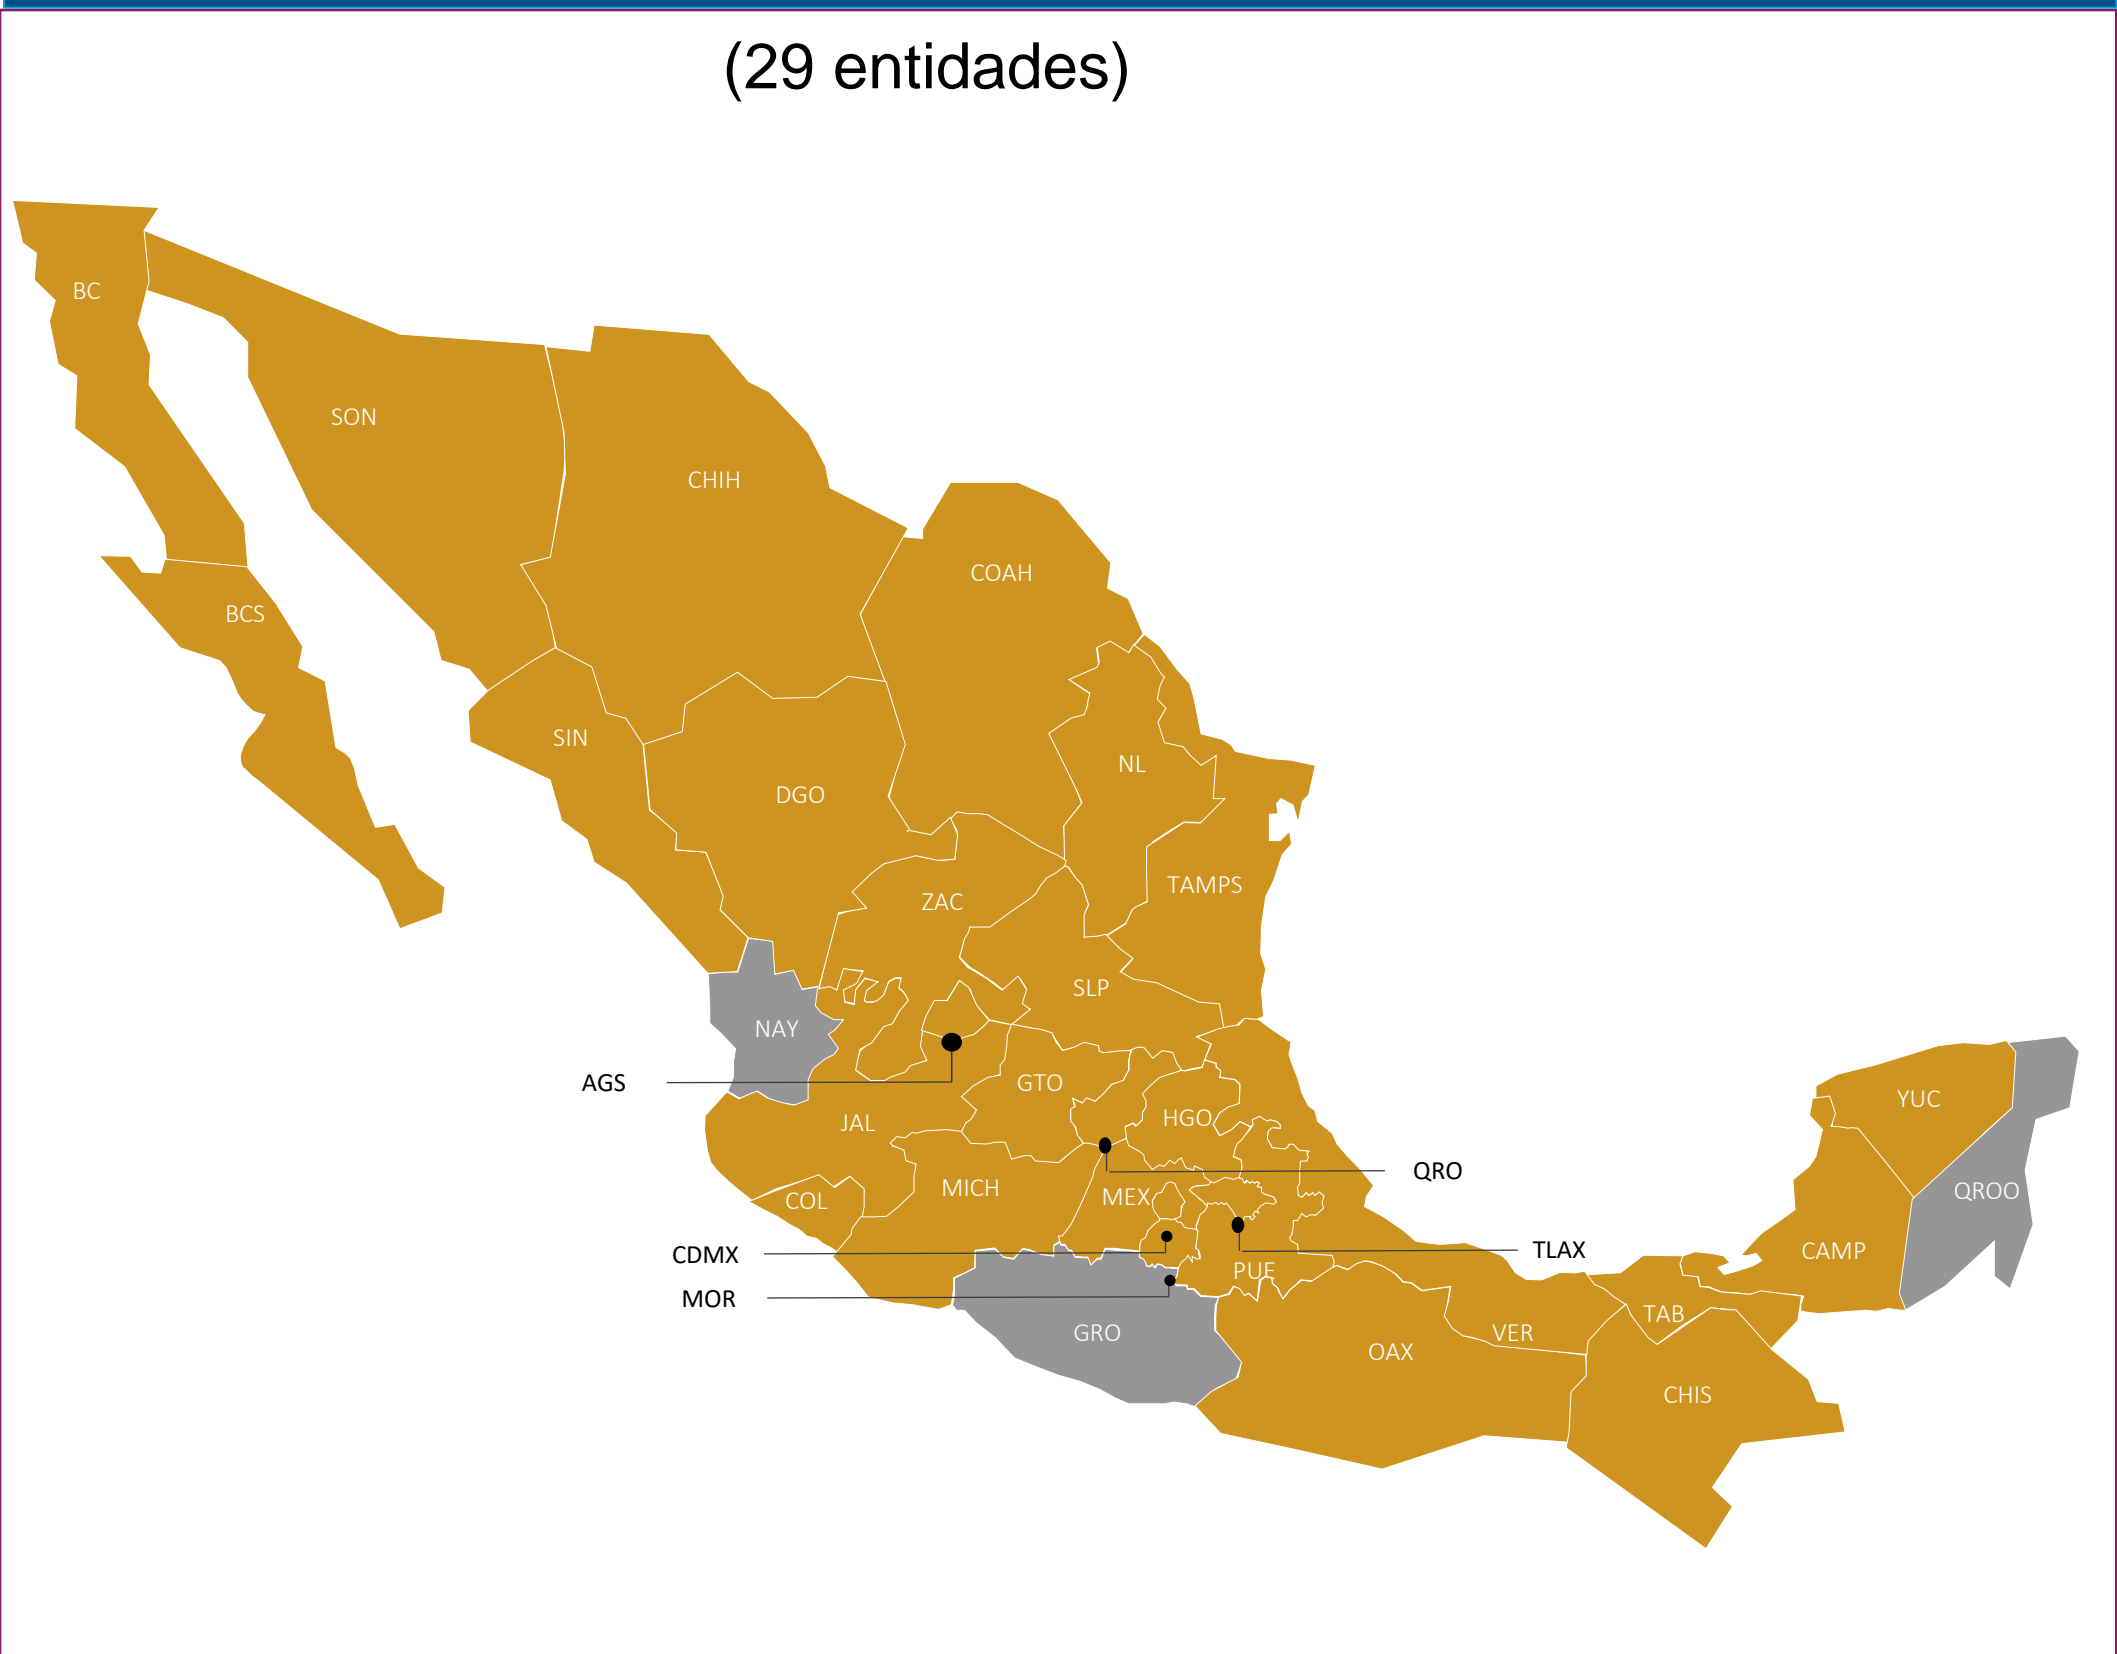 (29 entidades)
BC
SON
CHIH
COAH
BCS
SIN
NL
DGO
TAMPS
ZAC
SLP
NAY
AGS
GTO
YUC
HGO
JAL
QRO
MICH
MEX
QROO
COL
CDMX
TLAX
CAMP
PUE
MOR
TAB
GRO
VER
OAX
CHIS